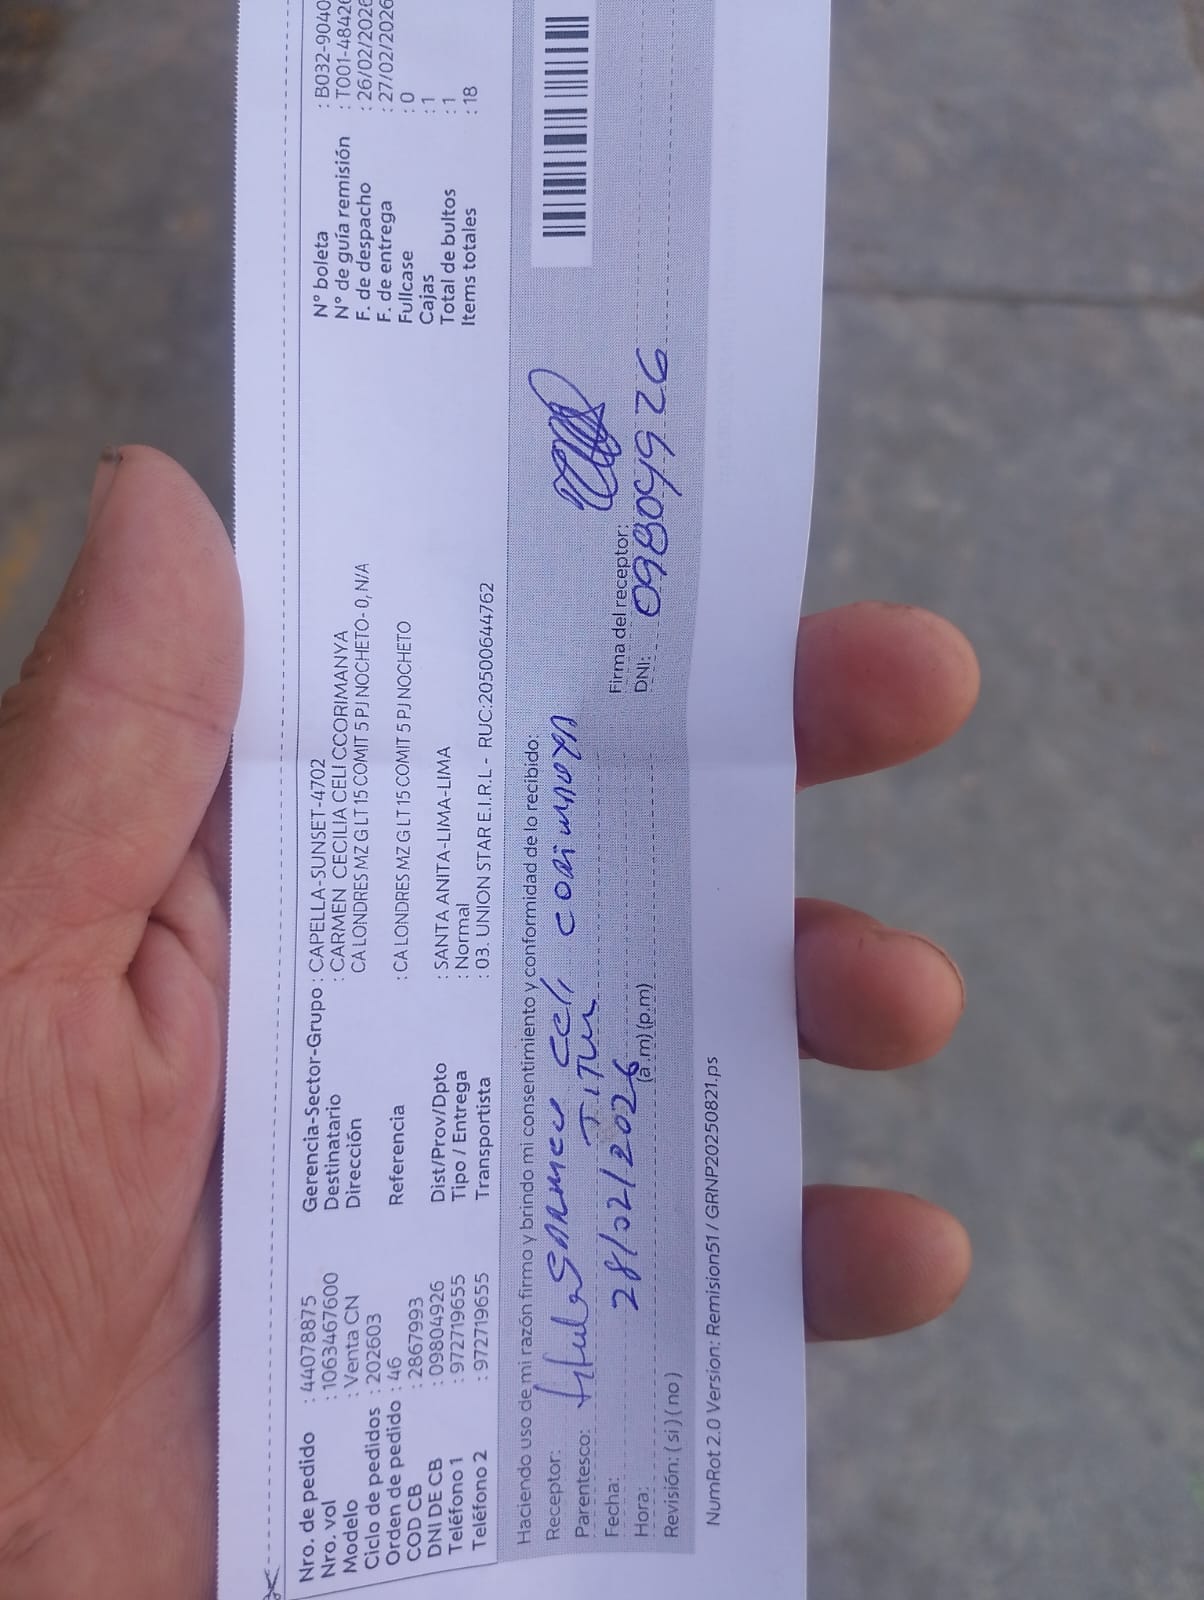 Nro. de pedido : 44078875
Nro. vol : 1063467600
Modelo : Venta CN
Ciclo de pedidos : 202603
Orden de pedido : 46
COD CB : 2867993
DNI DE CB : 09804926
Teléfono 1 : 972719655
Teléfono 2 : 972719655
Gerencia-Sector-Grupo : CAPELLA-SUNSET-4702
Destinatario : CARMEN CECILIA CELI CCORIMANYA
Dirección CA LONDRES MZ G LT 15 COMIT 5 PJ NOCHETO- 0, N/A
Referencia : CA LONDRES MZ G LT 15 COMIT 5 PJ NOCHETO
Dist/Prov/Dpto : SANTA ANITA-LIMA-LIMA
Tipo / Entrega : Normal
Transportista : 03. UNION STAR E.I.R.L - RUC:20500644762
N° boleta : B032-9040
N° de guía remisión : T001-48426
F. de despacho : 26/02/2026
F. de entrega : 27/02/2026
Fullcase : 0
Cajas : 1
Total de bultos : 1
Items totales : 18
Haciendo uso de mi razón firmo y brindo mi consentimiento y conformidad de lo recibido:
Receptor: CARMEN CELI CORIMANYA
Parentesco:
Fecha: 28/02/2026
Hora: (a.m)(p.m)
Revisión: ( si ) ( no )
Firma del receptor:
DNI: 09804926
NumRot 2.0 Version: Remision51 / GRNP20250821.ps